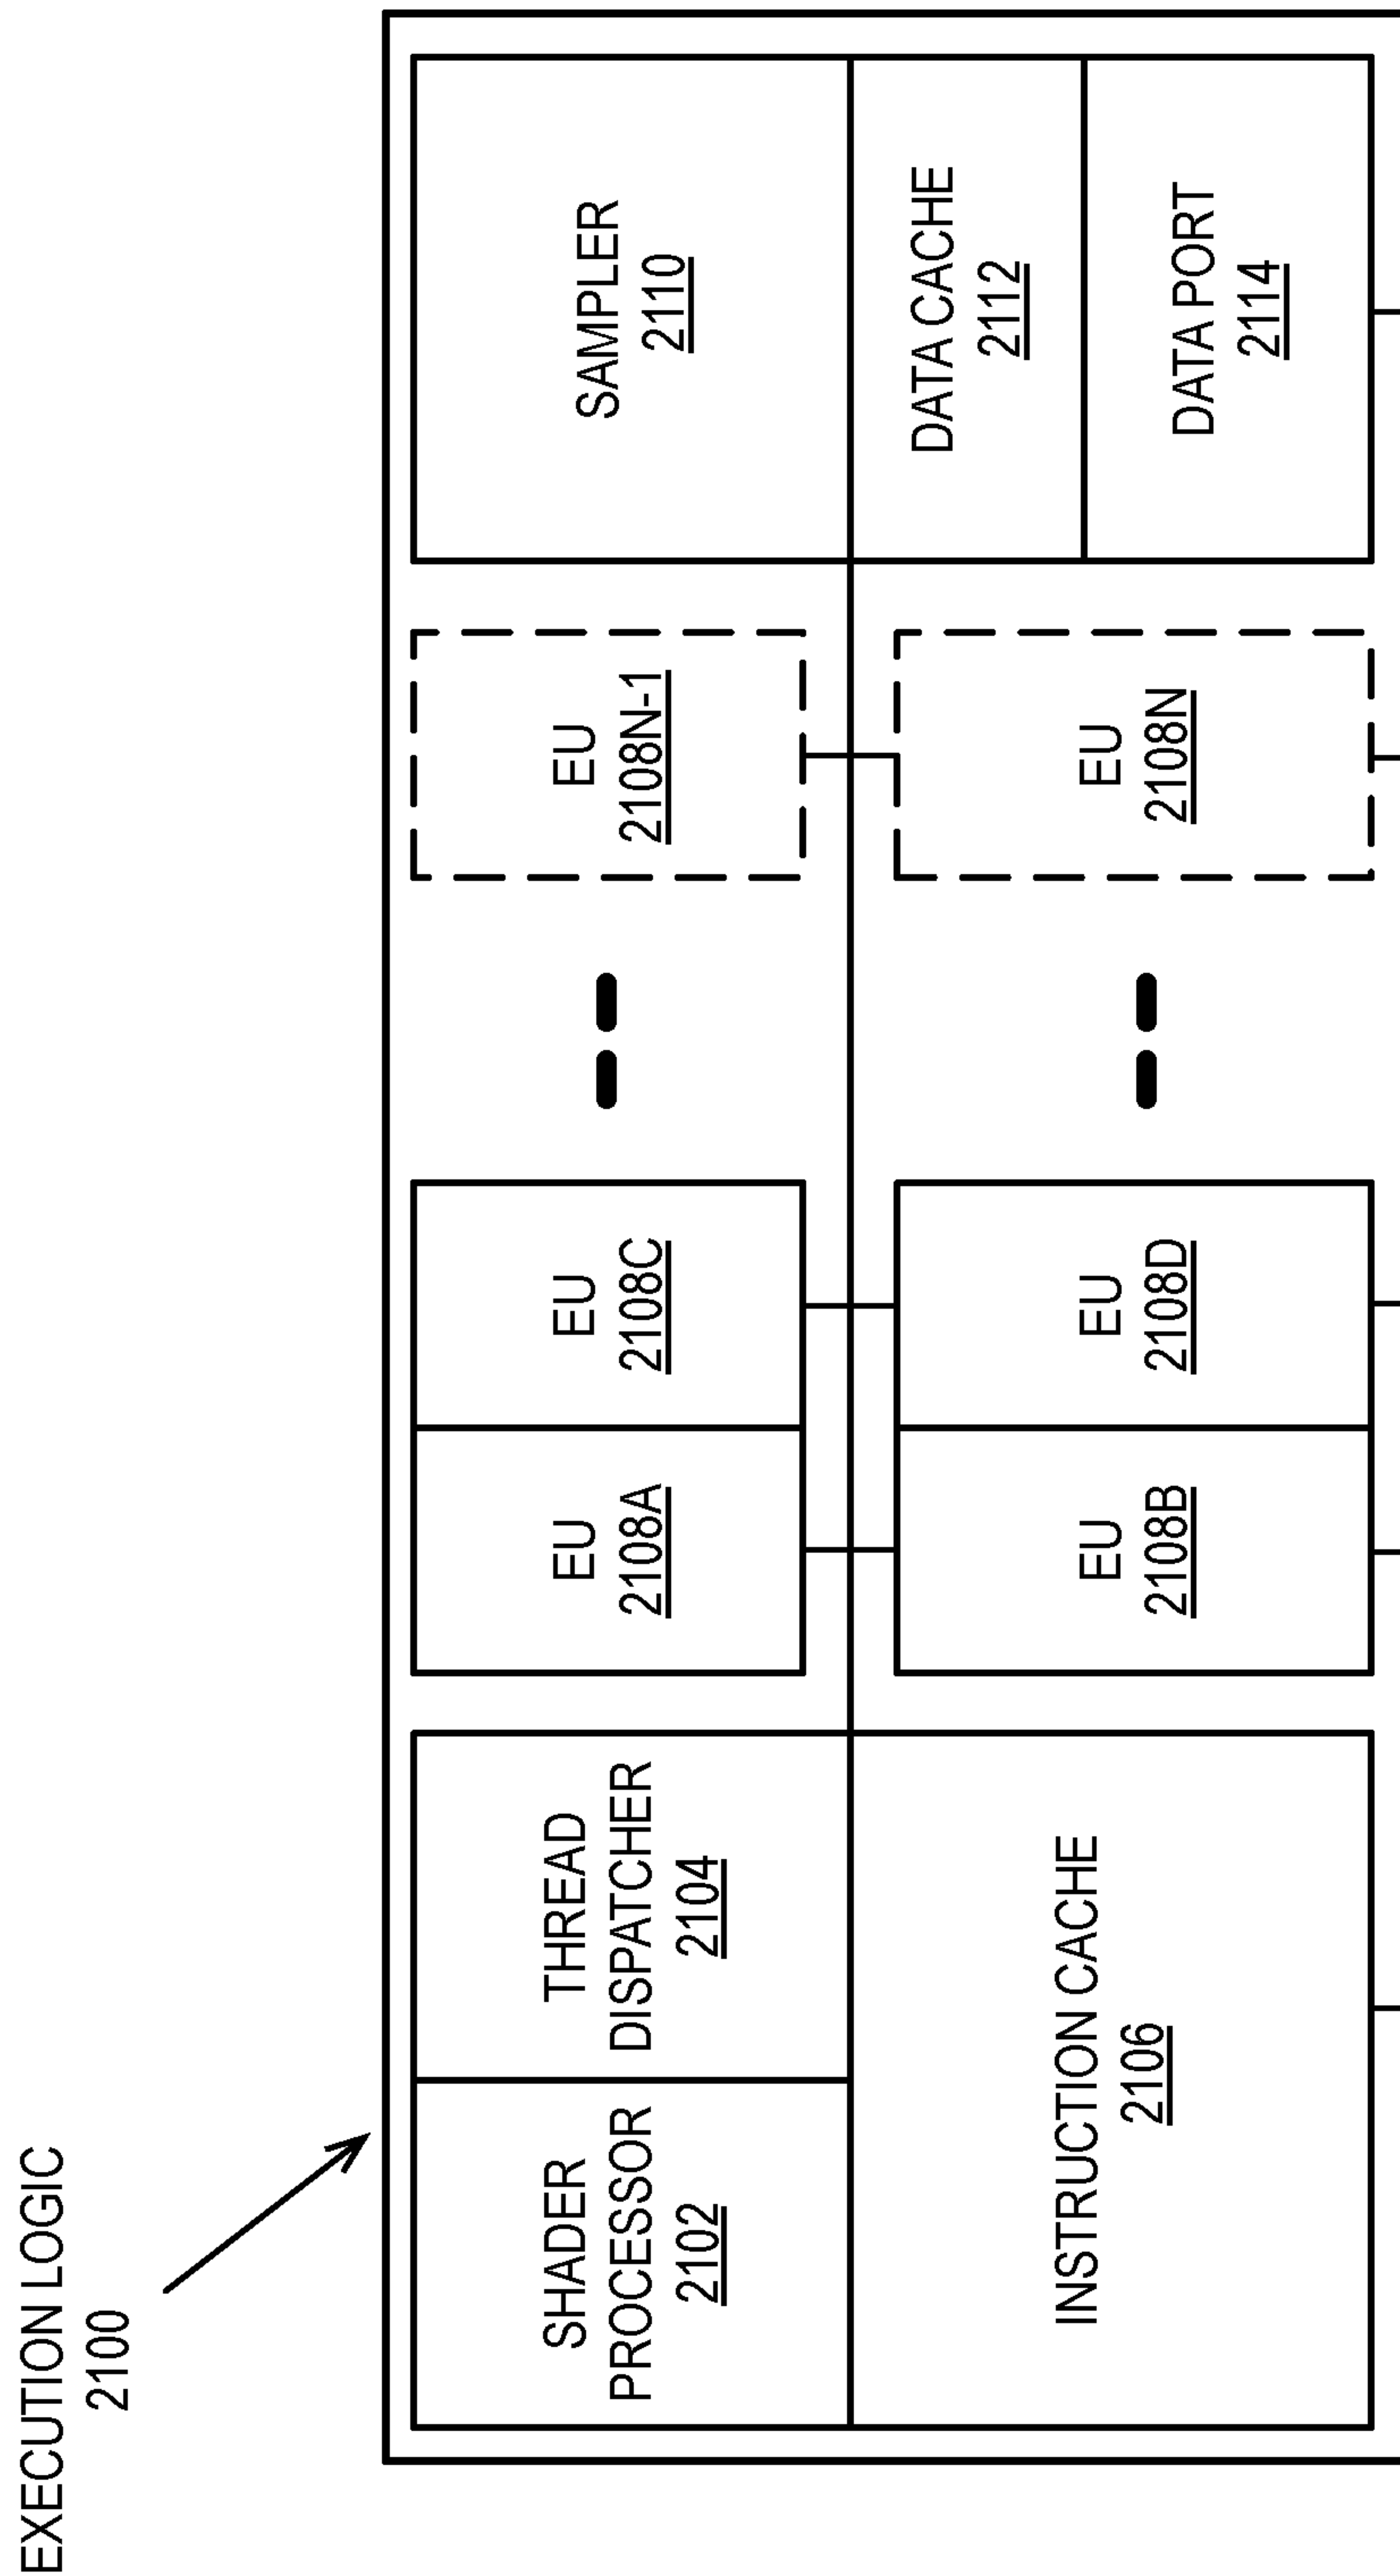 EXECUTION LOGIC
2100
SHADER
PROCESSOR
2102
THREAD
DISPATCHER
2104
INSTRUCTION CACHE
2106
EU
2108A
EU
2108C
EU
2108B
EU
2108D
EU
2108N-1
EU
2108N
SAMPLER
2110
DATA CACHE
2112
DATA PORT
2114